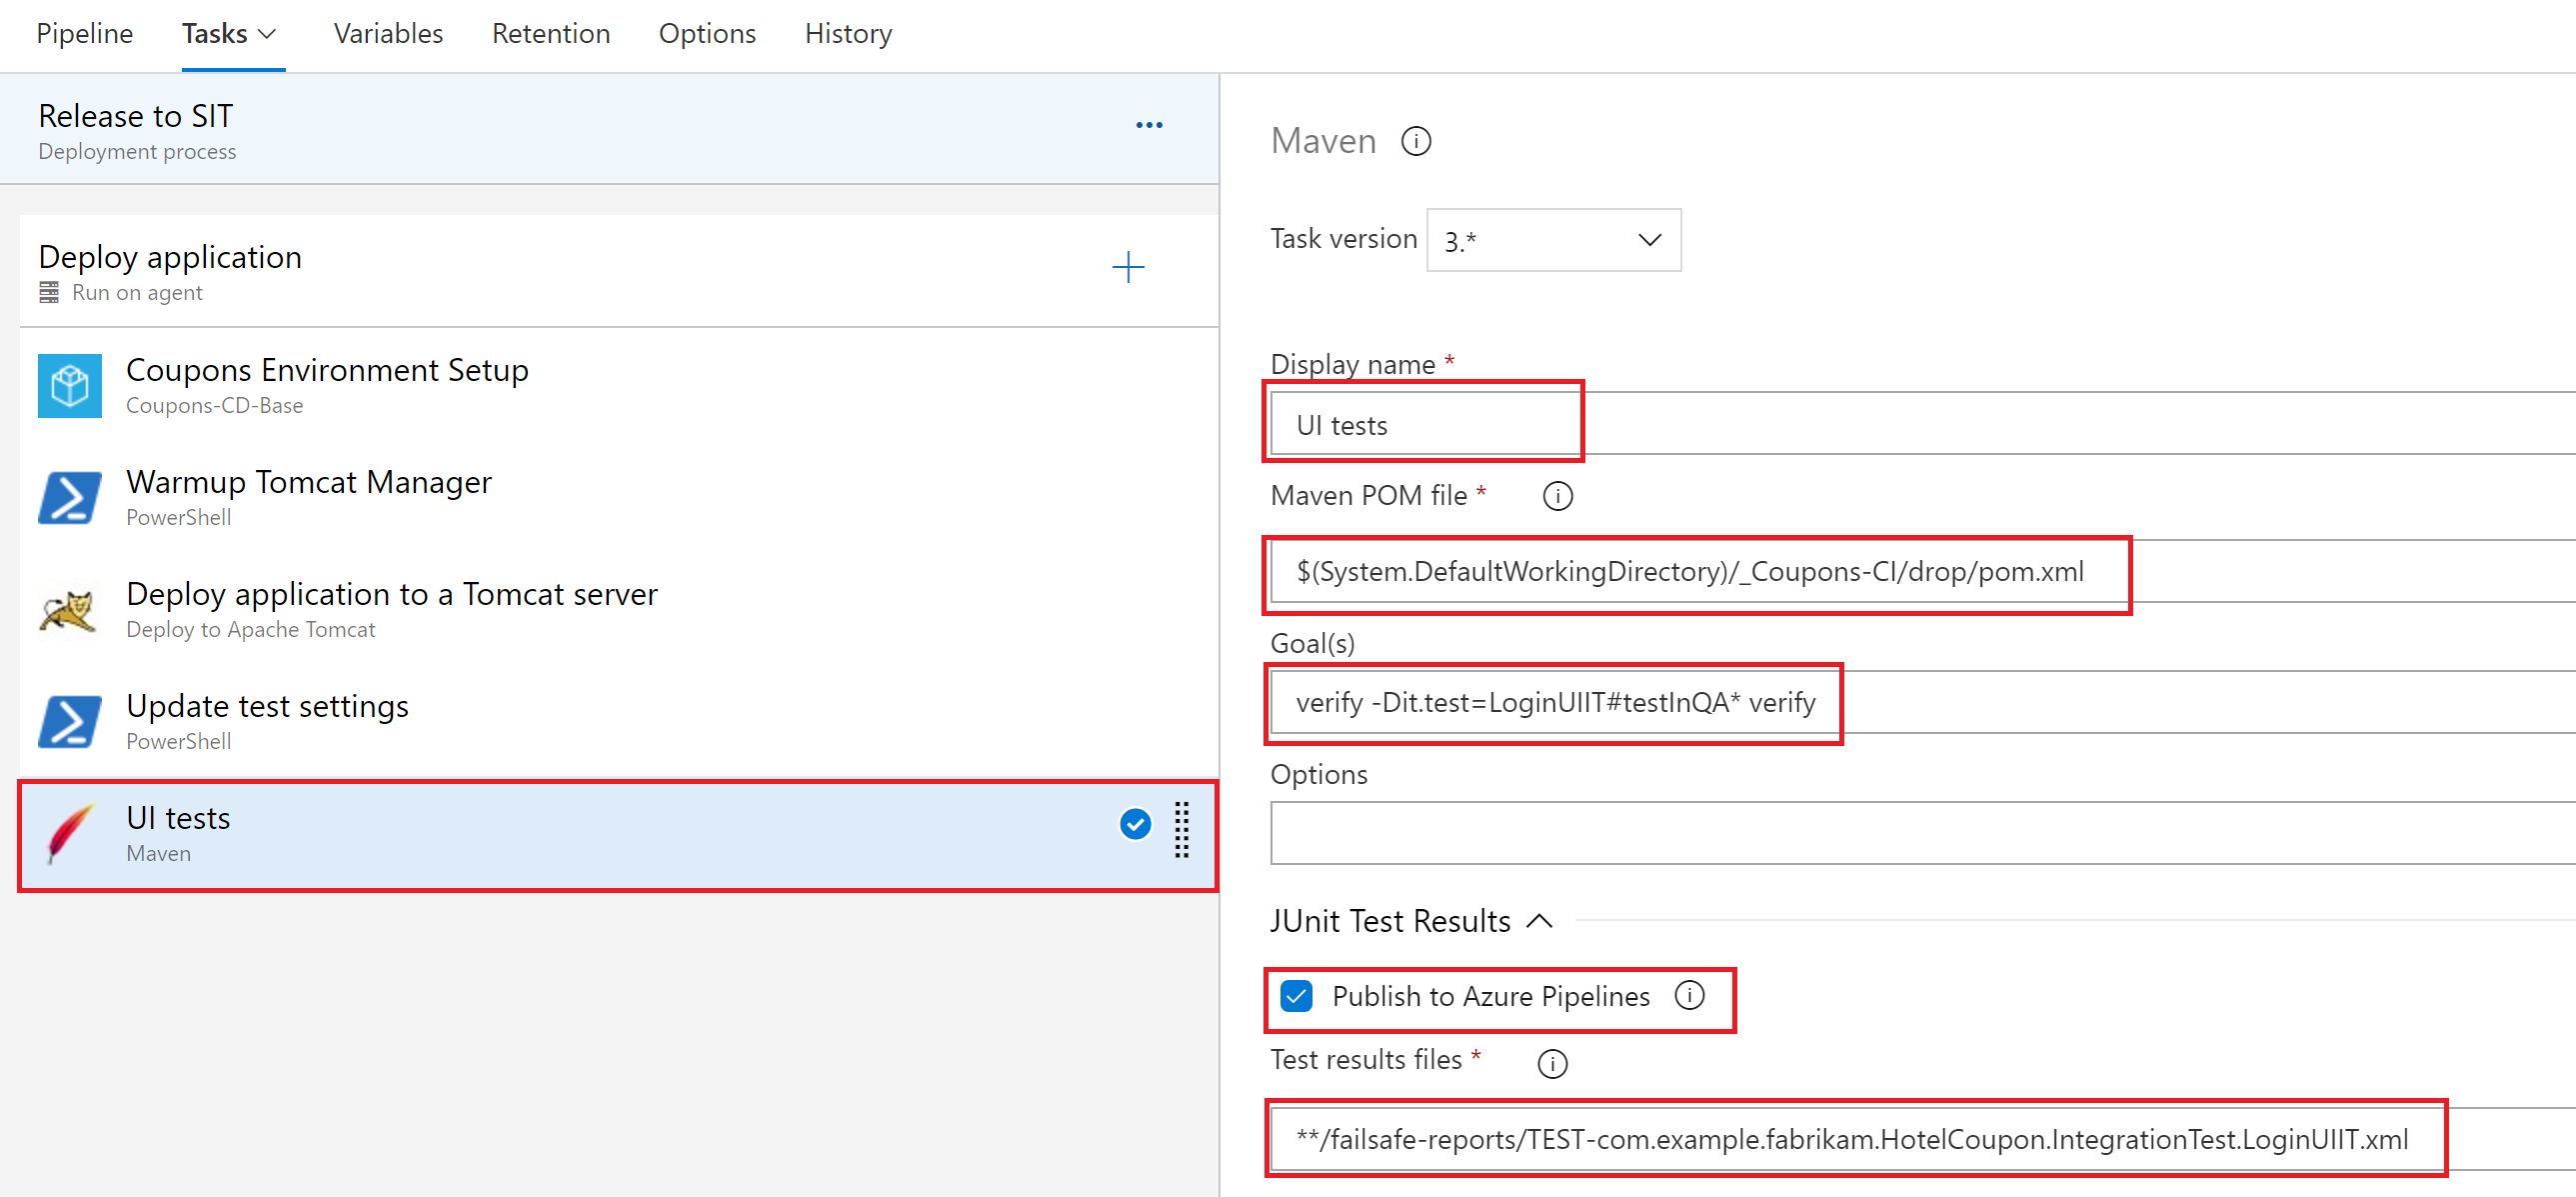 Pipeline Tasks Variables Retention Options History
Release to SIT
Deployment process
Deploy application
Run on agent
Coupons Environment Setup
Coupons-CD-Base
Warmup Tomcat Manager
PowerShell
Deploy application to a Tomcat server
Deploy to Apache Tomcat
Update test settings
PowerShell
UI tests
Maven
Maven
Task version 3.*
Display name *
UI tests
Maven POM file *
$(System.DefaultWorkingDirectory)/_Coupons-CI/drop/pom.xml
Goal(s)
verify -Dit.test=LoginUIIT#testInQA* verify
Options
JUnit Test Results
Publish to Azure Pipelines
Test results files *
**/failsafe-reports/TEST-com.example.fabrikam.HotelCoupon.IntegrationTest.LoginUIIT.xml